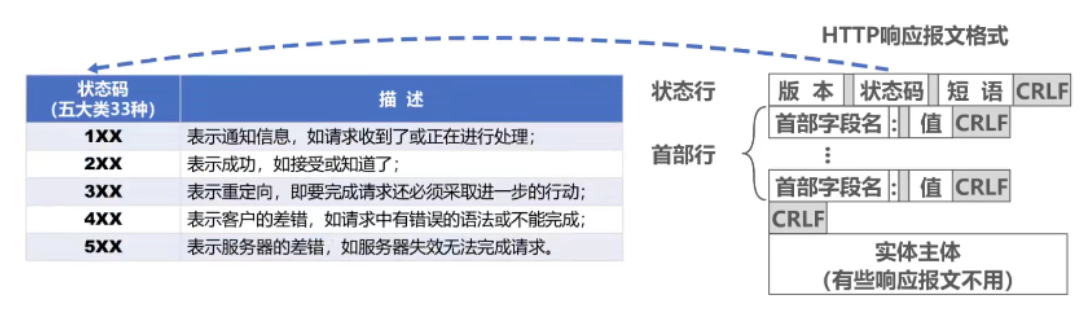 HTTP响应报文格式
状态码
(五大类33种)
描 述
1XX 表示通知信息，如请求收到了或正在进行处理；
2XX 表示成功，如接受或知道了；
3XX 表示重定向，即要完成请求还必须采取进一步的行动；
4XX 表示客户的差错，如请求中有错误的语法或不能完成；
5XX 表示服务器的差错，如服务器失效无法完成请求。
状态行 版 本 状态码 短 语 CRLF
首部字段名 : 值 CRLF
首部行 ⋮
首部字段名 : 值 CRLF
CRLF
实体主体
(有些响应报文不用)